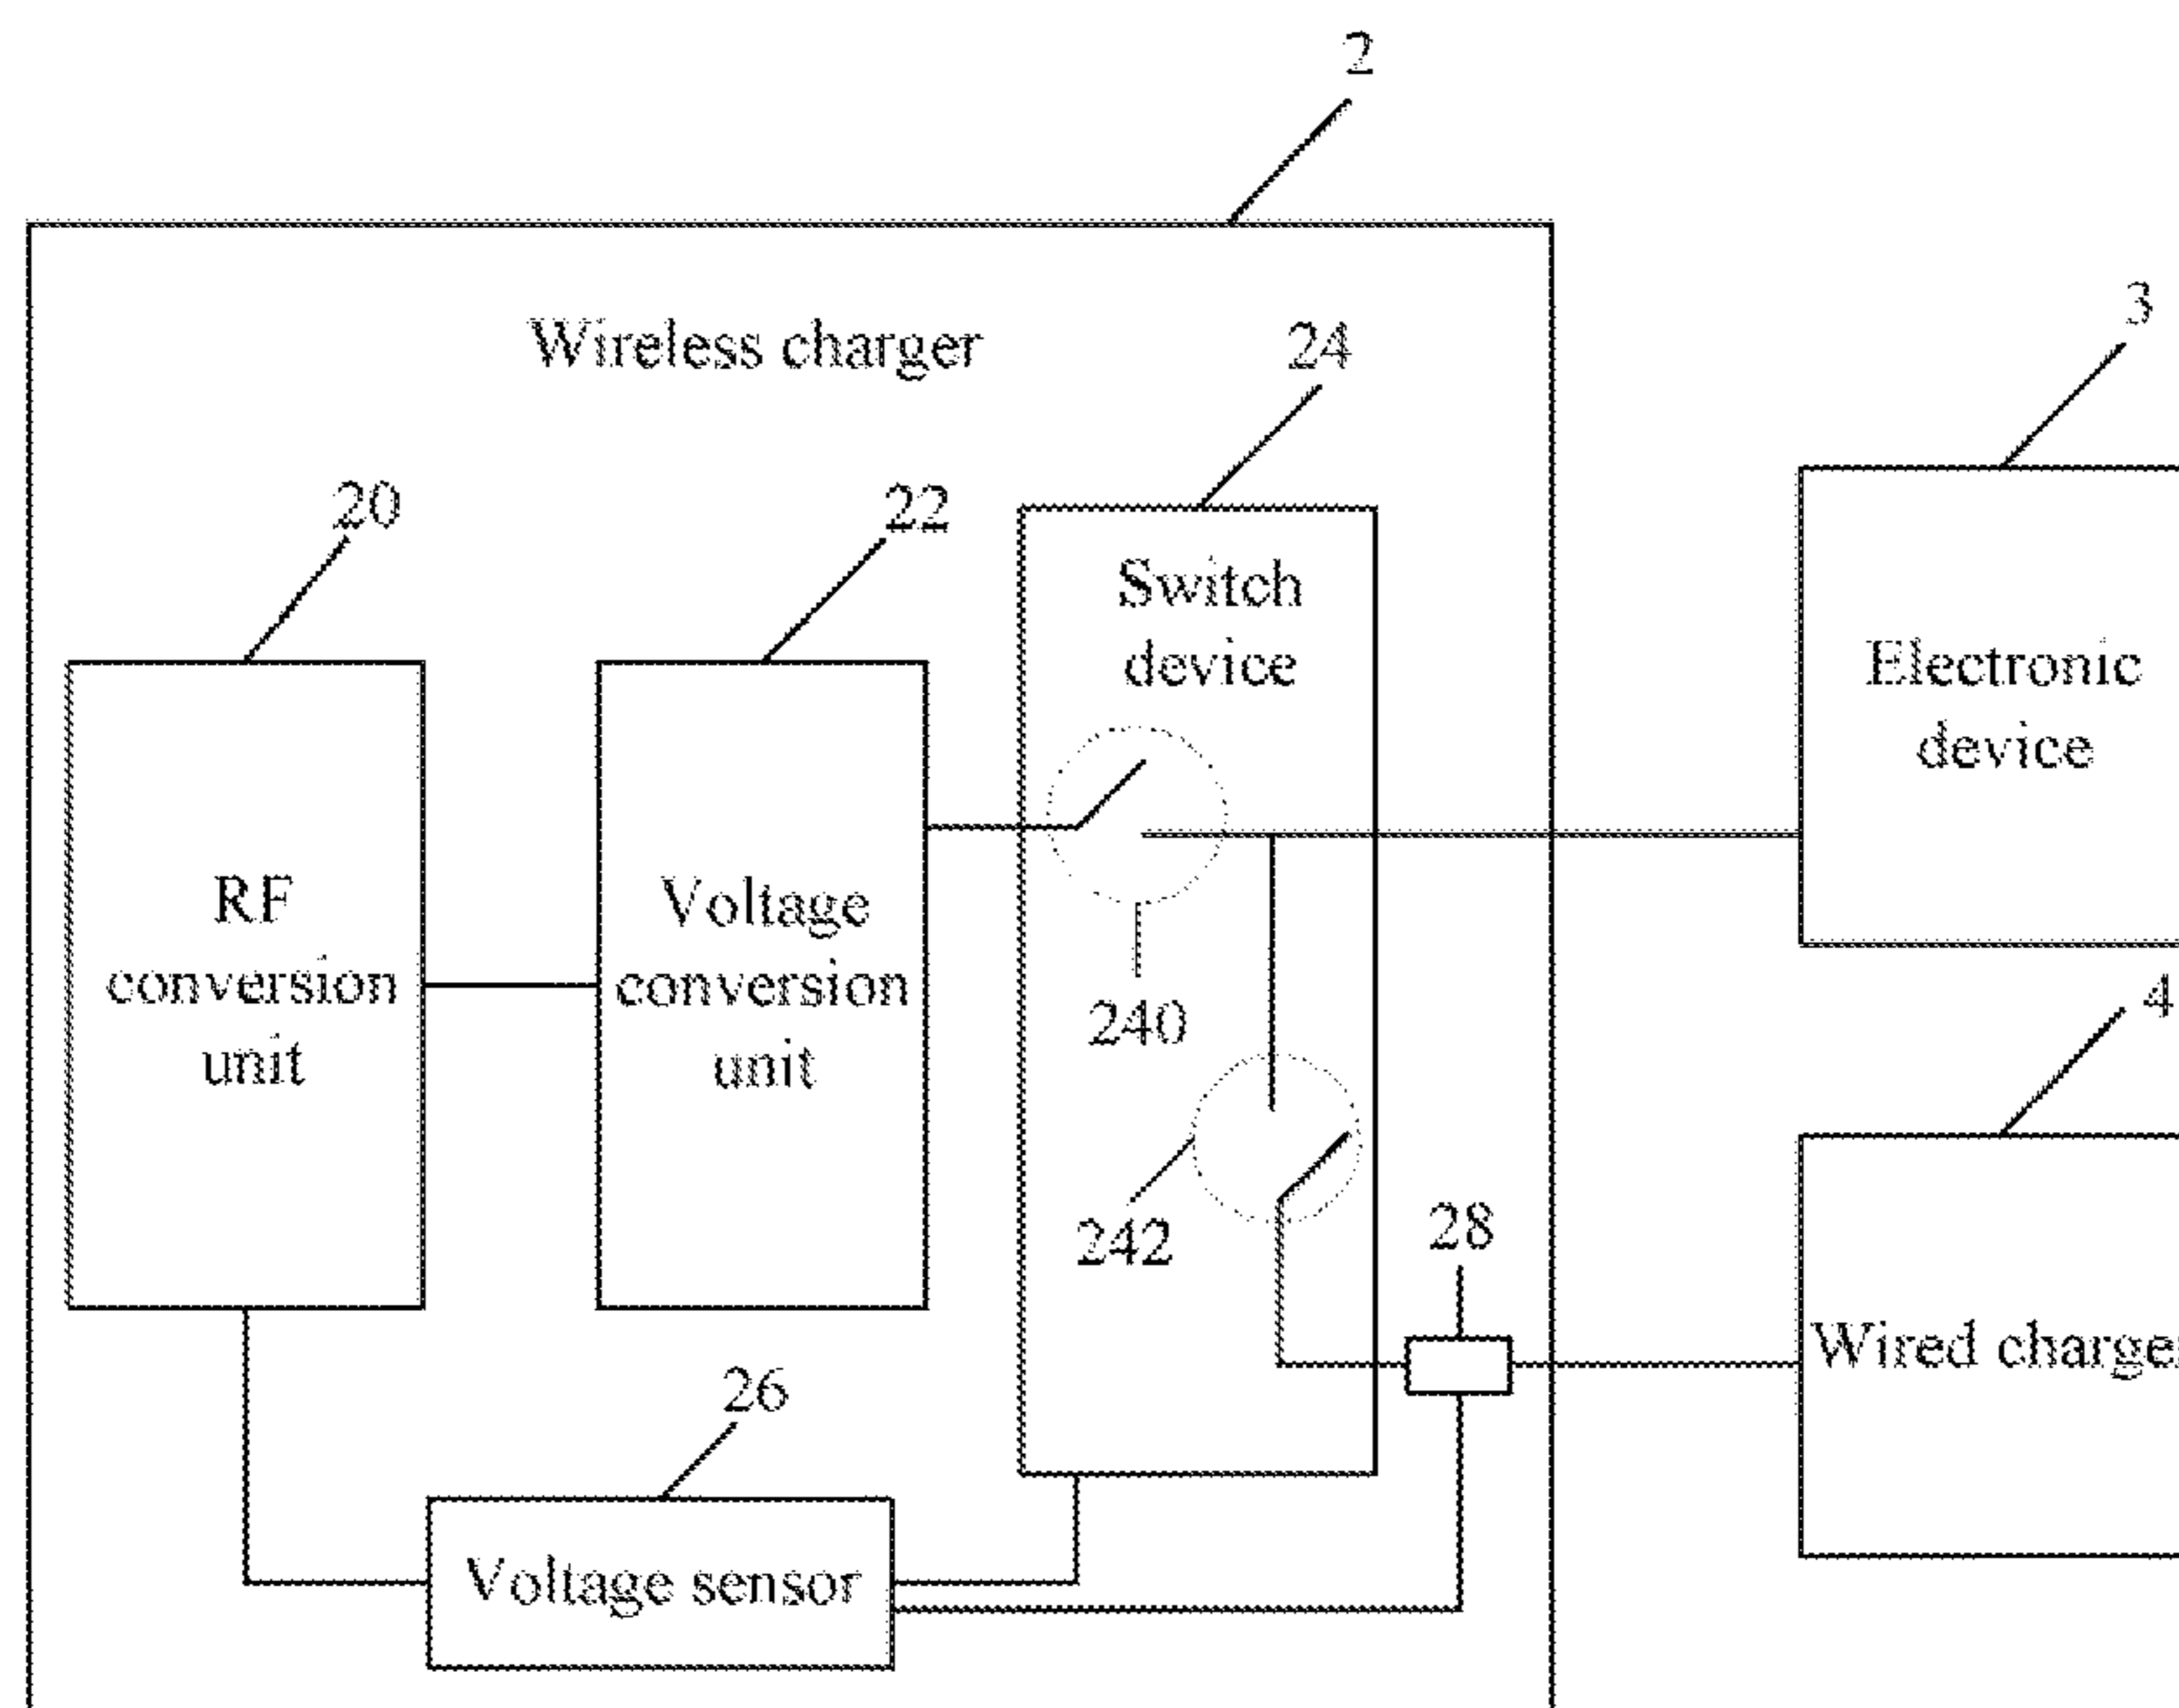 2
Wireless charger
24
3
20
22
Switch
device
Electronic
device
RF
conversion
unit
Voltage
conversion
unit
240
4
242
28
Wired charger
26
Voltage sensor